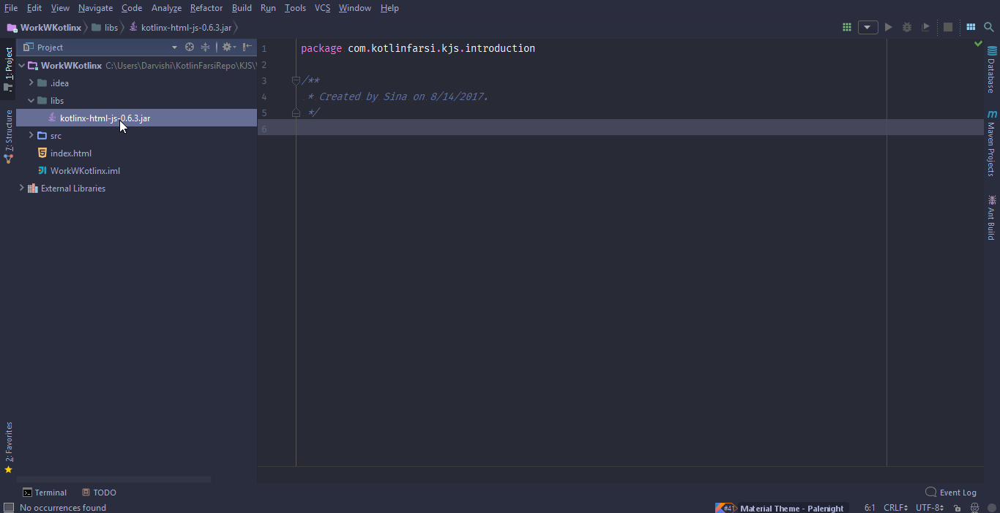 File Edit View Navigate Code Analyze Refactor Build Run Tools VCS Window Help
WorkWKotlinx libs kotlinx-html-js-0.6.3.jar
1: Project
7: Structure
2: Favorites
Project
WorkWKotlinx C:\Users\Darvishi\KotlinFarsiRepo\KJS\
.idea
libs
kotlinx-html-js-0.6.3.jar
src
index.html
WorkWKotlinx.iml
External Libraries
1 package com.kotlinfarsi.kjs.introduction
2
3 /**
4 * Created by Sina on 8/14/2017.
5 */
6
Database
Maven Projects
Ant Build
Terminal TODO Event Log
No occurrences found #41 Material Theme - Palenight 6:1 CRLF UTF-8